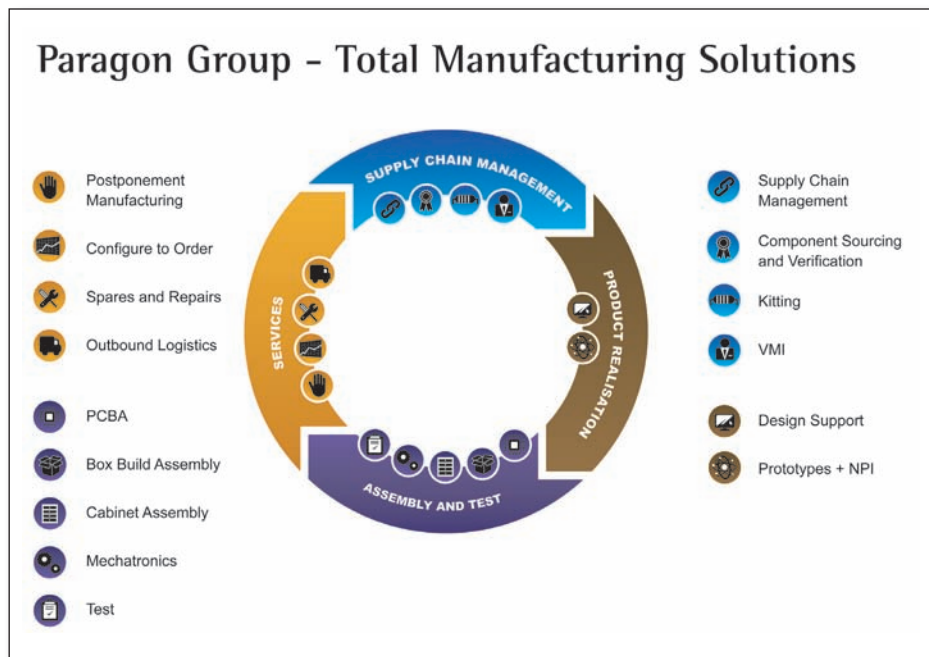 Paragon Group - Total Manufacturing Solutions
Postponement
Manufacturing
Configure to Order
Spares and Repairs
Outbound Logistics
PCBA
Box Build Assembly
Cabinet Assembly
Mechatronics
Test
SUPPLY CHAIN MANAGEMENT
PRODUCT REALISATION
ASSEMBLY AND TEST
SERVICES
Supply Chain
Management
Component Sourcing
and Verification
Kitting
VMI
Design Support
Prototypes + NPI